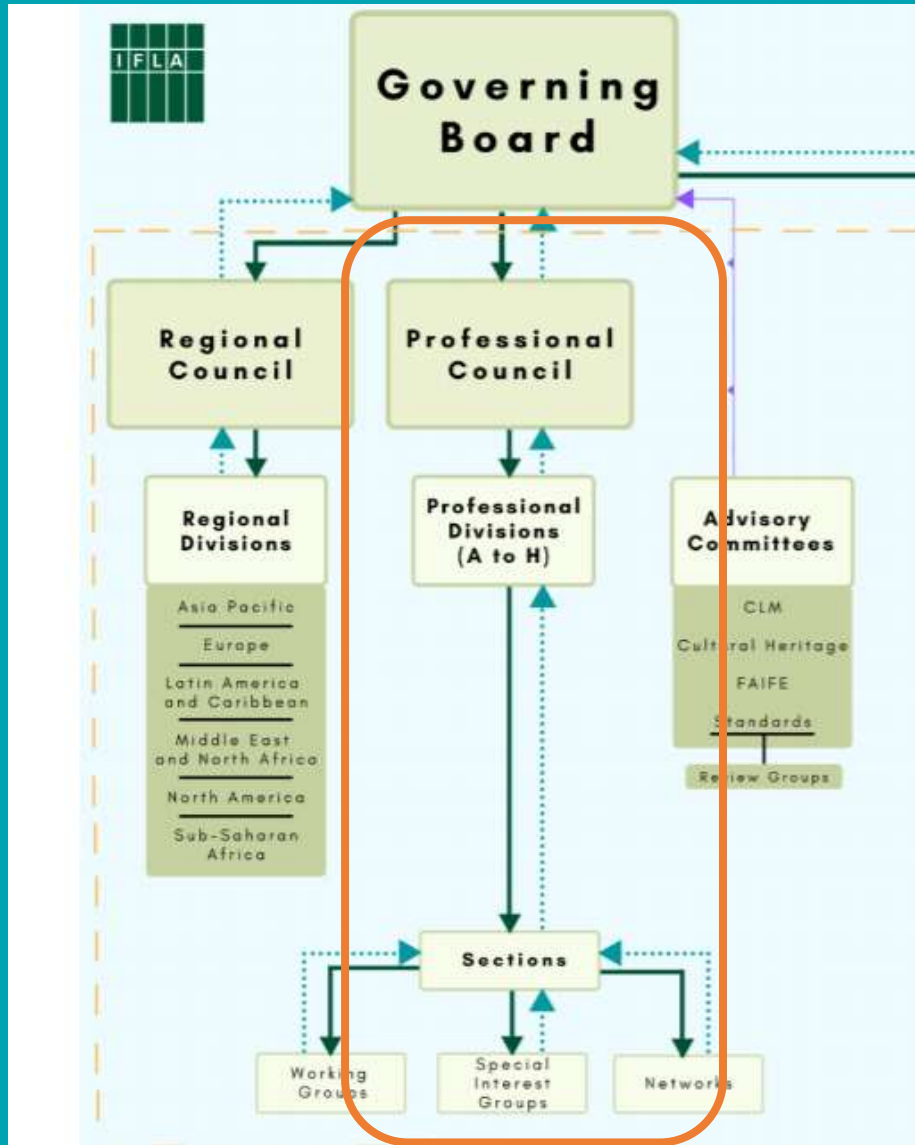 IFLA
Governing
Board
Regional
Council
Professional
Council
Regional
Divisions
Asia Pacific
Europe
Latin America
and Caribbean
Middle East
and North Africa
North America
Sub-Saharan
Africa
Professional
Divisions
(A to H)
Advisory
Committees
CLM
Cultural Heritage
FAIFE
Standards
Review Groups
Sections
Working
Groups
Special
Interest
Groups
Networks